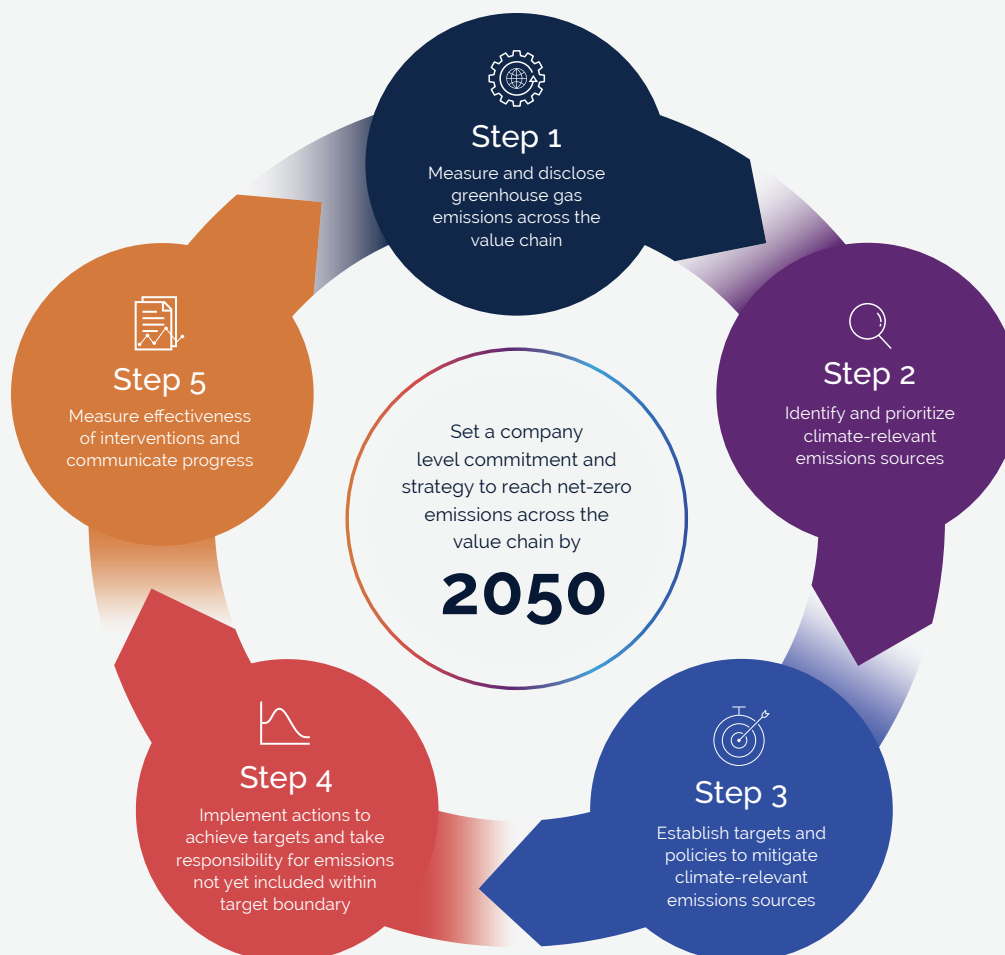 Step 1
Measure and disclose
greenhouse gas
emissions across the
value chain
Step 2
Identify and prioritize
climate-relevant
emissions sources
Step 3
Establish targets and
policies to mitigate
climate-relevant
emissions sources
Step 4
Implement actions to
achieve targets and take
responsibility for emissions
not yet included within
target boundary
Step 5
Measure effectiveness
of interventions and
communicate progress
Set a company
level commitment and
strategy to reach net-zero
emissions across the
value chain by
2050